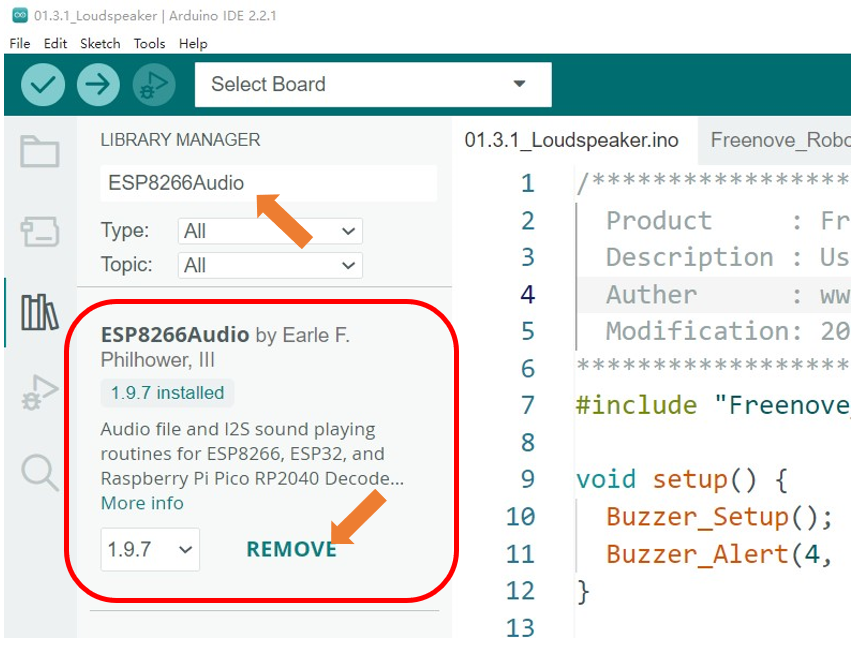 01.3.1_Loudspeaker | Arduino IDE 2.2.1
File Edit Sketch Tools Help
Select Board
LIBRARY MANAGER
ESP8266Audio
Type: All
Topic: All
ESP8266Audio by Earle F.
Philhower, III
1.9.7 installed
Audio file and I2S sound playing
routines for ESP8266, ESP32, and
Raspberry Pi Pico RP2040 Decode...
More info
1.9.7 REMOVE
01.3.1_Loudspeaker.ino Freenove_Robo
1 /******************
2 Product : Fr
3 Description : Us
4 Auther : ww
5 Modification: 20
6 *******************
7 #include "Freenove
8
9 void setup() {
10 Buzzer_Setup();
11 Buzzer_Alert(4,
12 }
13